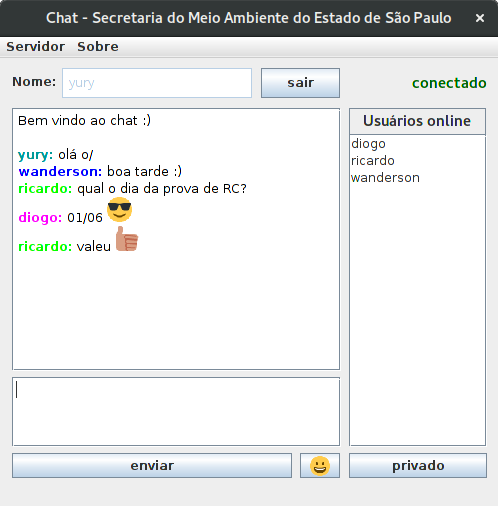 Chat - Secretaria do Meio Ambiente do Estado de São Paulo ×
Servidor Sobre
Nome: yury sair conectado
Bem vindo ao chat :)
yury: olá o/
wanderson: boa tarde :)
ricardo: qual o dia da prova de RC?
diogo: 01/06 😎
ricardo: valeu 👍
Usuários online
diogo
ricardo
wanderson
enviar 😀 privado